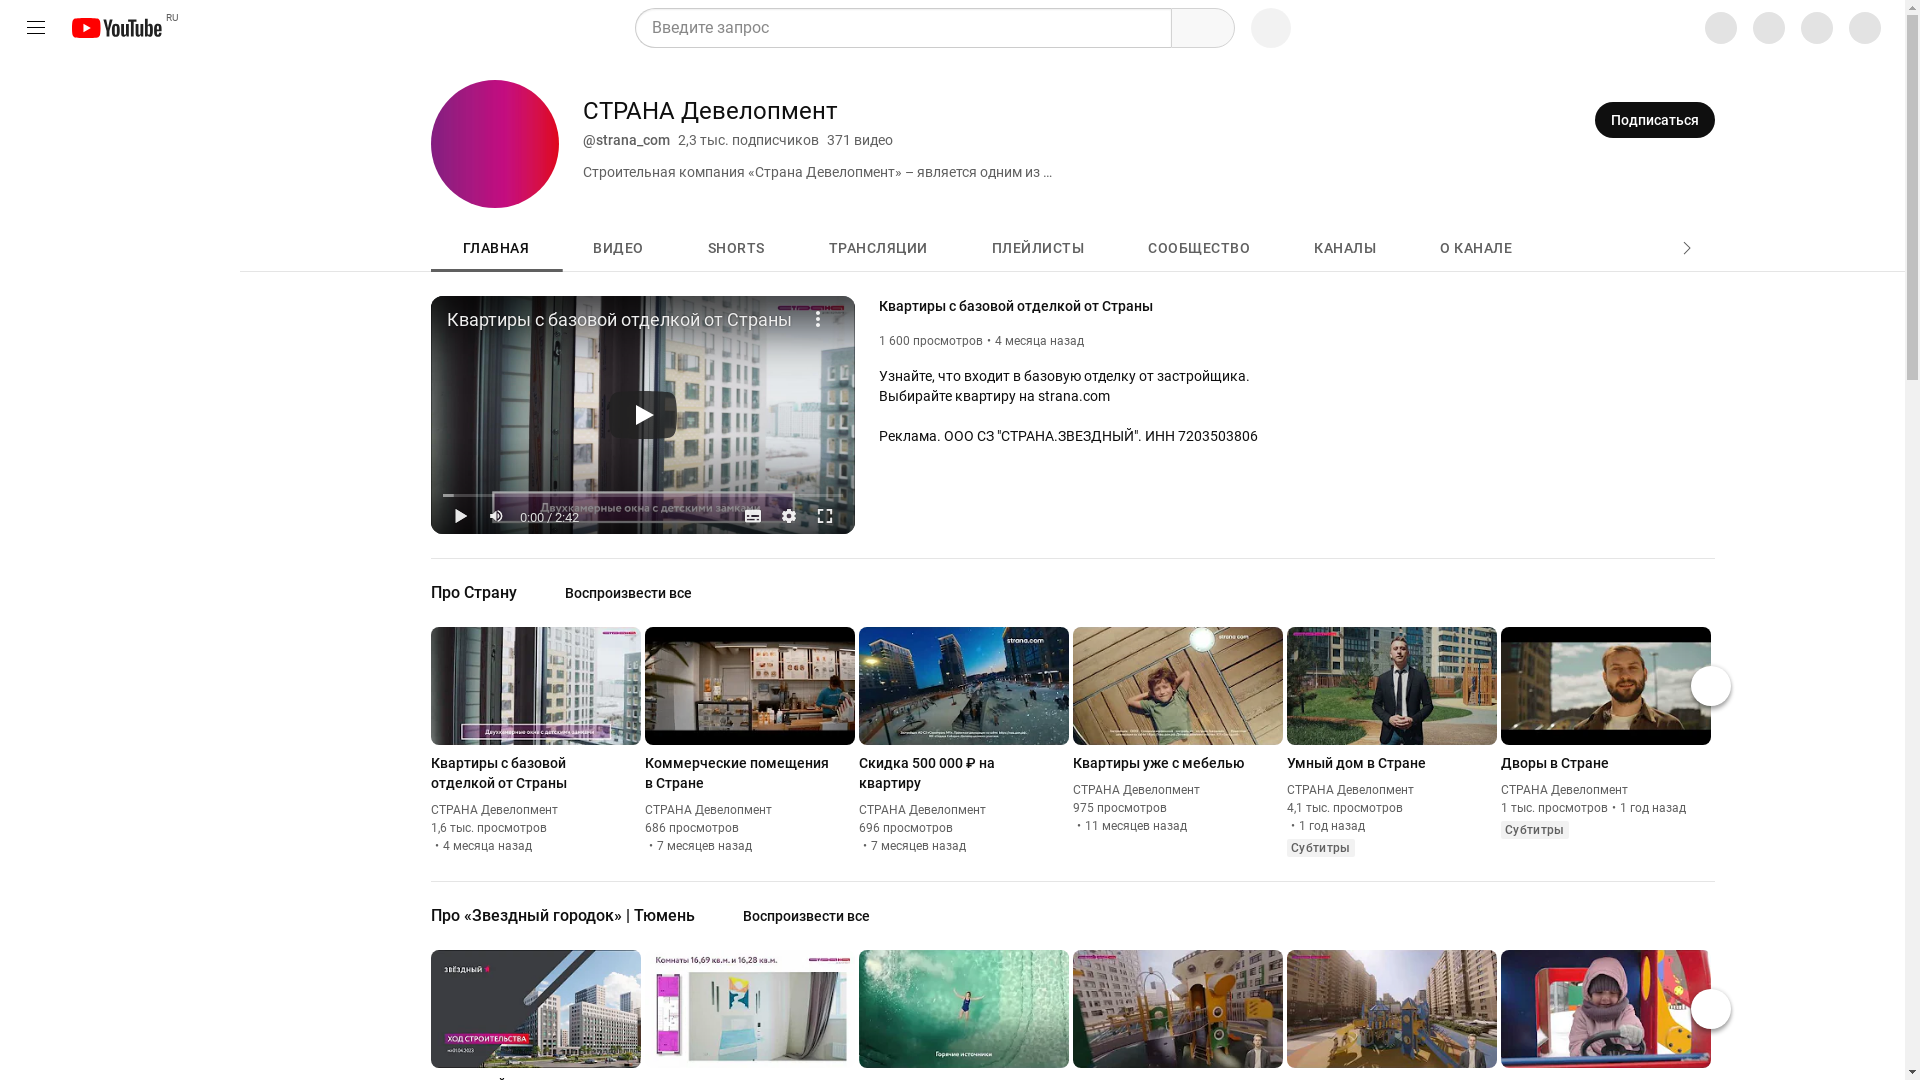 YouTube RU
Введите запрос
СТРАНА Девелопмент
@strana_com 2,3 тыс. подписчиков 371 видео
Строительная компания «Страна Девелопмент» – является одним из ...
Подписаться
ГЛАВНАЯ ВИДЕО SHORTS ТРАНСЛЯЦИИ ПЛЕЙЛИСТЫ СООБЩЕСТВО КАНАЛЫ О КАНАЛЕ
Квартиры с базовой отделкой от Страны
Двухкамерные окна с детскими замками
0:00 / 2:42
Квартиры с базовой отделкой от Страны
1 600 просмотров • 4 месяца назад
Узнайте, что входит в базовую отделку от застройщика.
Выбирайте квартиру на strana.com
Реклама. ООО СЗ "СТРАНА.ЗВЕЗДНЫЙ". ИНН 7203503806
Про Страну Воспроизвести все
Двухкамерные окна с детскими замками
strana.com
strana com
Квартиры с базовой
отделкой от Страны
СТРАНА Девелопмент
1,6 тыс. просмотров
• 4 месяца назад
Коммерческие помещения
в Стране
СТРАНА Девелопмент
686 просмотров
• 7 месяцев назад
Скидка 500 000 ₽ на
квартиру
СТРАНА Девелопмент
696 просмотров
• 7 месяцев назад
Квартиры уже с мебелью
СТРАНА Девелопмент
975 просмотров
• 11 месяцев назад
Умный дом в Стране
СТРАНА Девелопмент
4,1 тыс. просмотров
• 1 год назад
Субтитры
Дворы в Стране
СТРАНА Девелопмент
1 тыс. просмотров • 1 год назад
Субтитры
Про «Звездный городок» | Тюмень Воспроизвести все
ЗВЁЗДНЫЙ
ХОД СТРОИТЕЛЬСТВА
Комнаты 16,69 кв.м. и 16,28 кв.м.
Горячие источники